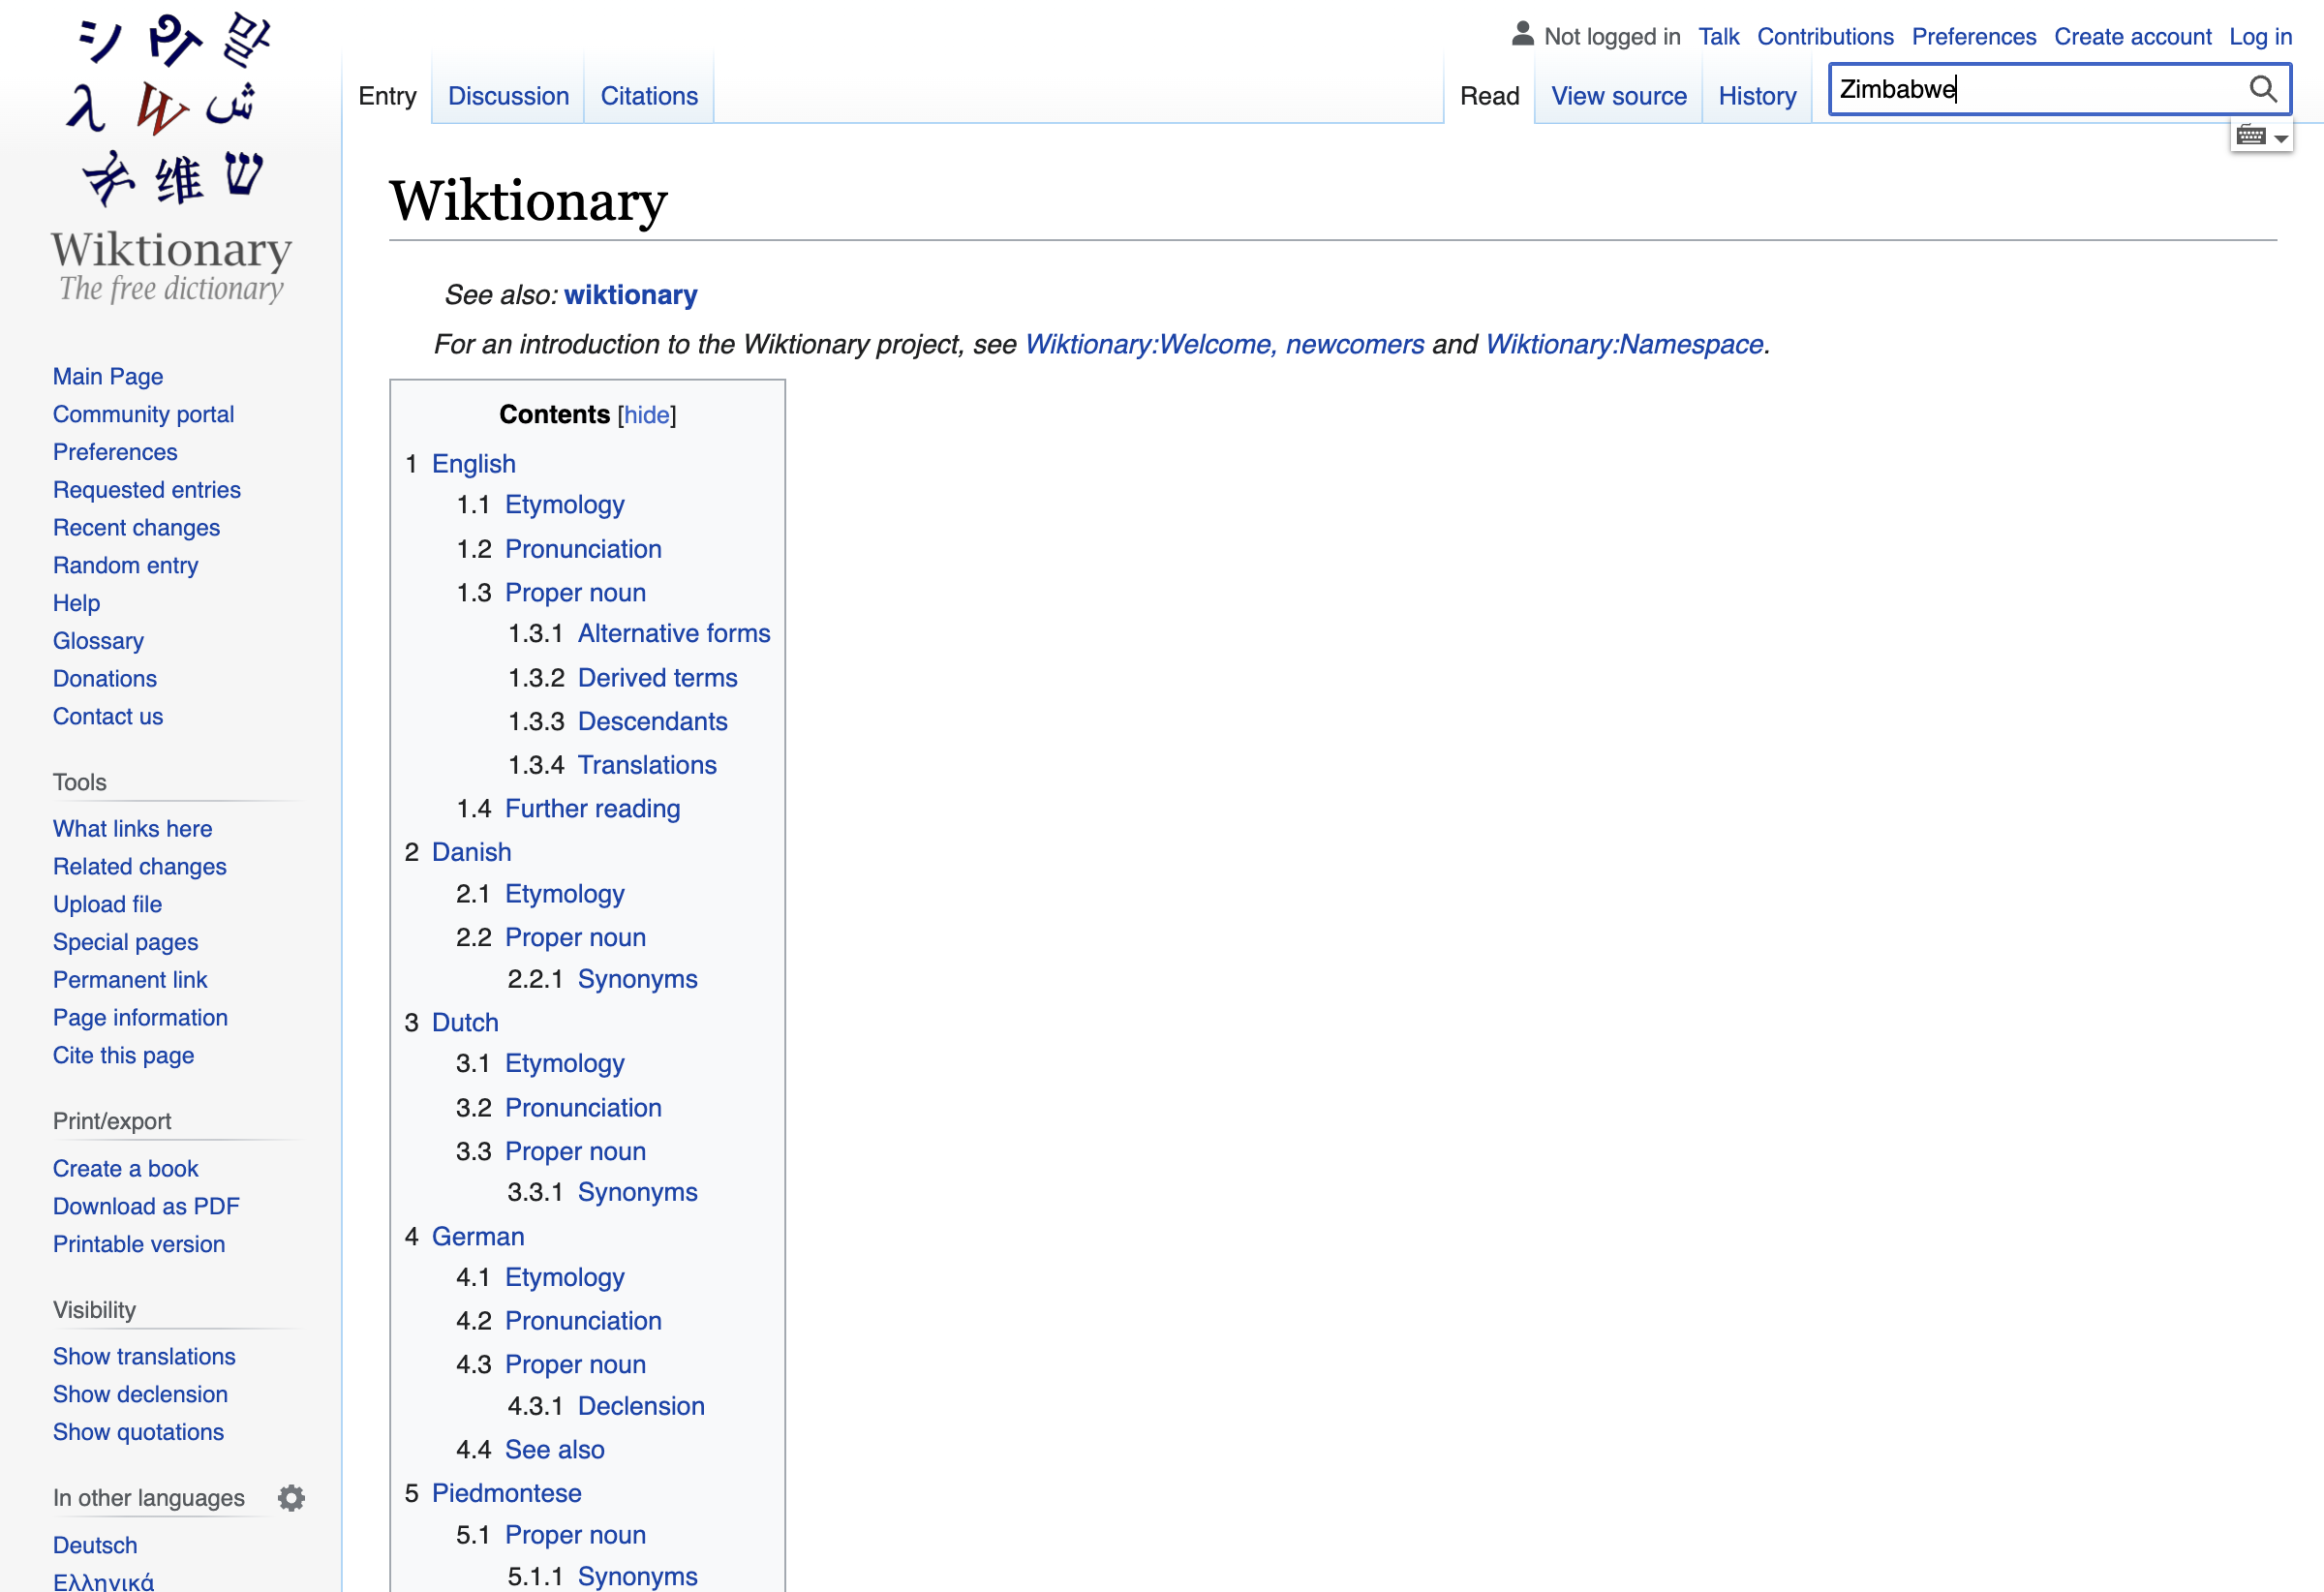 シ आ 말
λ W ش
ጽ 维 ש
Wiktionary
The free dictionary
Main Page
Community portal
Preferences
Requested entries
Recent changes
Random entry
Help
Glossary
Donations
Contact us
Tools
What links here
Related changes
Upload file
Special pages
Permanent link
Page information
Cite this page
Print/export
Create a book
Download as PDF
Printable version
Visibility
Show translations
Show declension
Show quotations
In other languages
Deutsch
Ελληνικά
Not logged in Talk Contributions Preferences Create account Log in
Entry Discussion Citations Read View source History Zimbabwe
Wiktionary
See also: wiktionary
For an introduction to the Wiktionary project, see Wiktionary:Welcome, newcomers and Wiktionary:Namespace.
Contents [hide]
1 English
1.1 Etymology
1.2 Pronunciation
1.3 Proper noun
1.3.1 Alternative forms
1.3.2 Derived terms
1.3.3 Descendants
1.3.4 Translations
1.4 Further reading
2 Danish
2.1 Etymology
2.2 Proper noun
2.2.1 Synonyms
3 Dutch
3.1 Etymology
3.2 Pronunciation
3.3 Proper noun
3.3.1 Synonyms
4 German
4.1 Etymology
4.2 Pronunciation
4.3 Proper noun
4.3.1 Declension
4.4 See also
5 Piedmontese
5.1 Proper noun
5.1.1 Synonyms